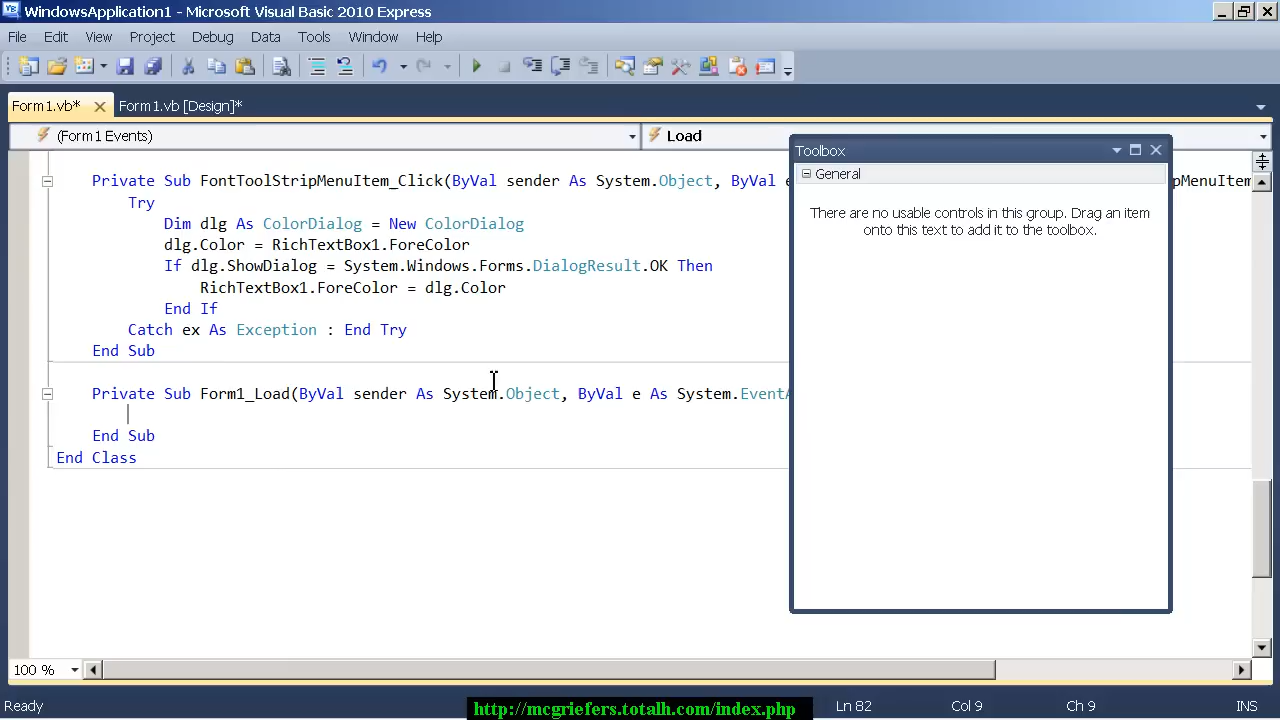 WindowsApplication1 - Microsoft Visual Basic 2010 Express
File Edit View Project Debug Data Tools Window Help
Form1.vb* Form1.vb [Design]*
(Form1 Events) Load
Private Sub FontToolStripMenuItem_Click(ByVal sender As System.Object, ByVal e ripMenuItem
Try
Dim dlg As ColorDialog = New ColorDialog
dlg.Color = RichTextBox1.ForeColor
If dlg.ShowDialog = System.Windows.Forms.DialogResult.OK Then
RichTextBox1.ForeColor = dlg.Color
End If
Catch ex As Exception : End Try
End Sub
Private Sub Form1_Load(ByVal sender As System.Object, ByVal e As System.EventA
End Sub
End Class
Toolbox
General
There are no usable controls in this group. Drag an item
onto this text to add it to the toolbox.
100 %
Ready Ln 82 Col 9 Ch 9 INS
http://mcgriefers.totalh.com/index.php